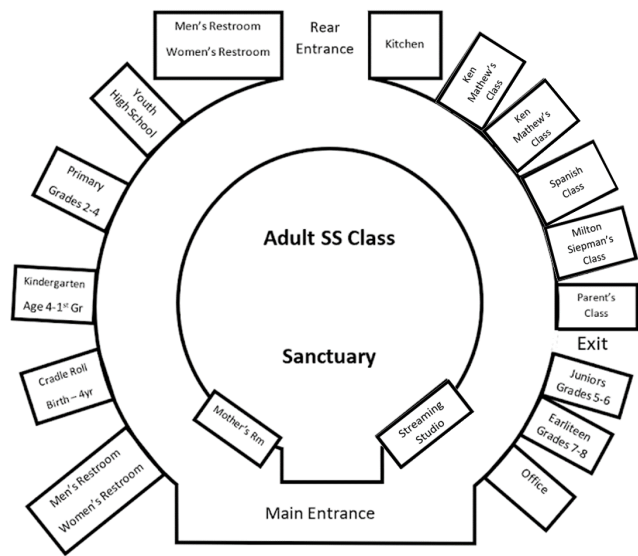 Men's Restroom
Women's Restroom
Rear
Entrance
Kitchen
Ken
Mathew's
Class
Ken
Mathew's
Class
Spanish
Class
Milton
Siepman's
Class
Parent's
Class
Exit
Juniors
Grades 5-6
Earliteen
Grades 7-8
Office
Youth
High School
Primary
Grades 2-4
Kindergarten
Age 4-1st Gr
Cradle Roll
Birth – 4yr
Men's Restroom
Women's Restroom
Adult SS Class
Sanctuary
Mother's Rm
Streaming
Studio
Main Entrance